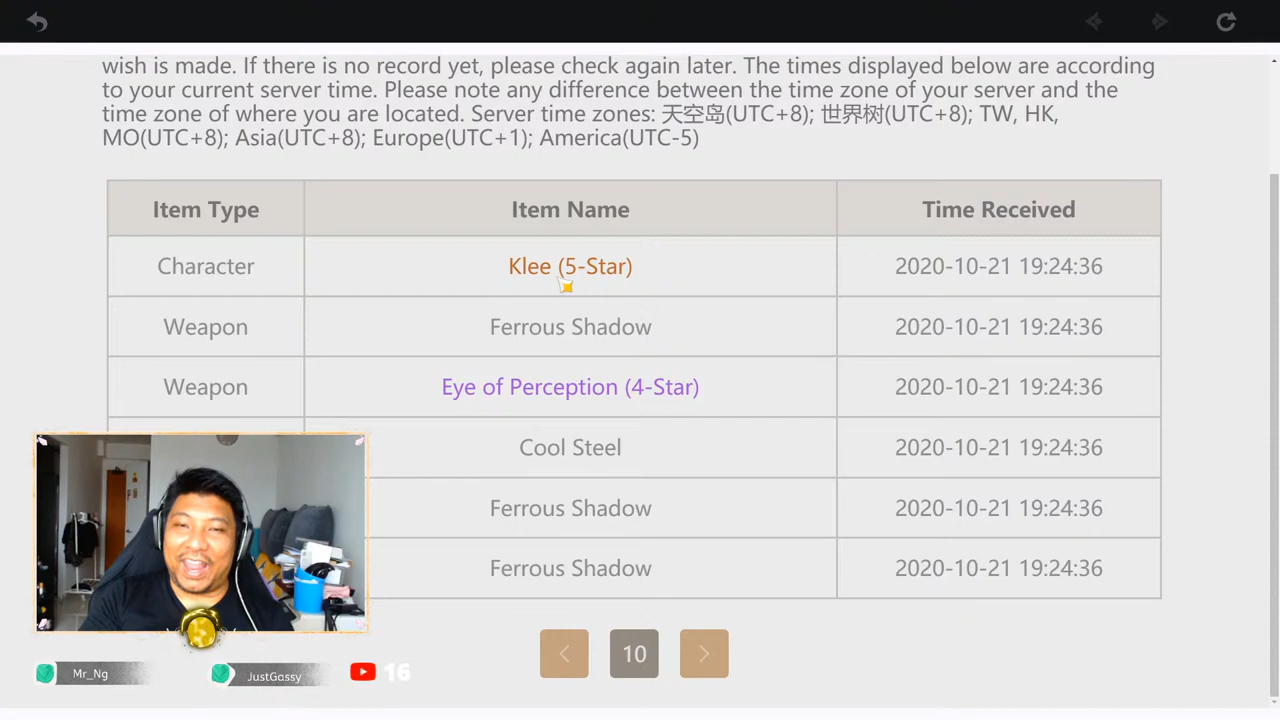 wish is made. If there is no record yet, please check again later. The times displayed below are according
to your current server time. Please note any difference between the time zone of your server and the
time zone of where you are located. Server time zones: 天空岛(UTC+8); 世界树(UTC+8); TW, HK,
MO(UTC+8); Asia(UTC+8); Europe(UTC+1); America(UTC-5)
Item Type Item Name Time Received
Character Klee (5-Star) 2020-10-21 19:24:36
Weapon Ferrous Shadow 2020-10-21 19:24:36
Weapon Eye of Perception (4-Star) 2020-10-21 19:24:36
Cool Steel 2020-10-21 19:24:36
Ferrous Shadow 2020-10-21 19:24:36
Ferrous Shadow 2020-10-21 19:24:36
10
Mr_Ng JustGassy 16